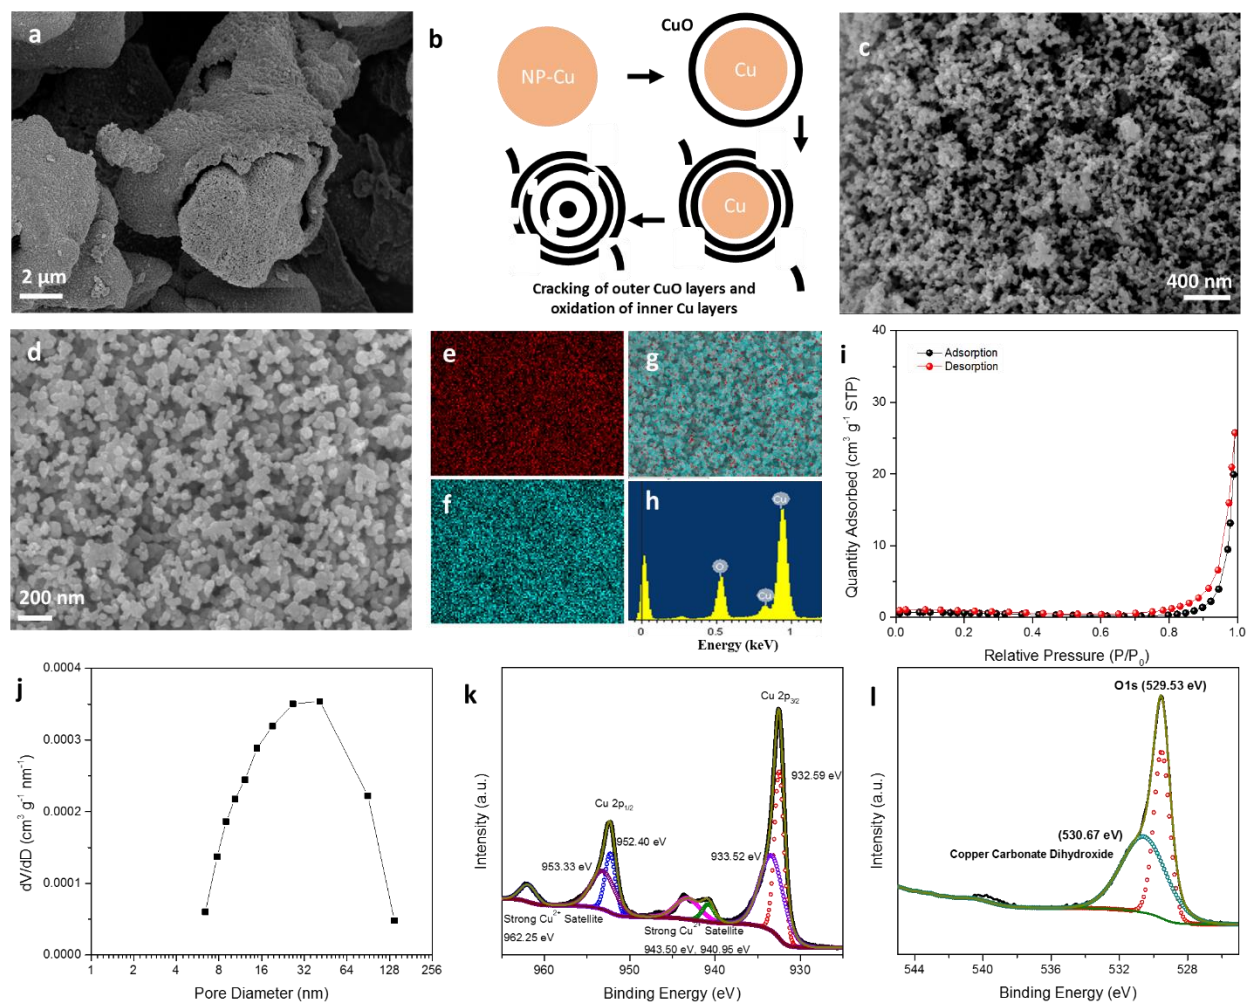 a
2 µm
b
NP-Cu
CuO
Cu
Cu
Cracking of outer CuO layers and
oxidation of inner Cu layers
c
400 nm
d
200 nm
e
f
g
h
O
Cu
Cu
0
0.5
1
Energy (keV)
i
Adsorption
Desorption
40
30
20
10
0
0.0
0.2
0.4
0.6
0.8
1.0
Quantity Adsorbed (cm³ g⁻¹ STP)
Relative Pressure (P/P₀)
j
0.0004
0.0003
0.0002
0.0001
0.0000
1
2
4
8
16
32
64
128
256
dV/dD (cm³ g⁻¹ nm⁻¹)
Pore Diameter (nm)
k
Cu 2p₃/₂
932.59 eV
Cu 2p₁/₂
952.40 eV
953.33 eV
933.52 eV
Strong Cu²⁺ Satellite
962.25 eV
Strong Cu²⁺ Satellite
943.50 eV, 940.95 eV
960
950
940
930
Intensity (a.u.)
Binding Energy (eV)
l
O1s (529.53 eV)
(530.67 eV)
Copper Carbonate Dihydroxide
544
540
536
532
528
Intensity (a.u.)
Binding Energy (eV)